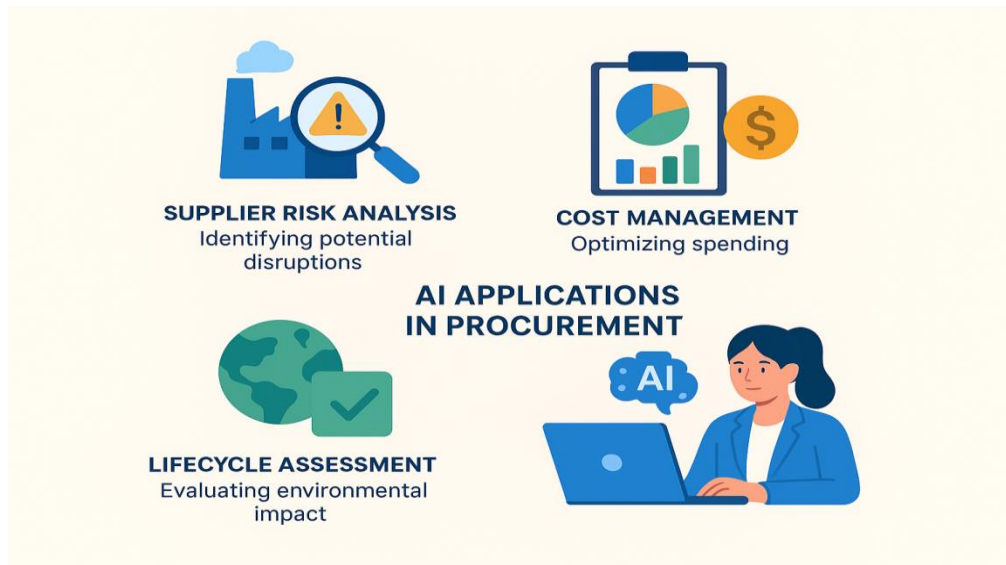 SUPPLIER RISK ANALYSIS
Identifying potential
disruptions
$
COST MANAGEMENT
Optimizing spending
AI APPLICATIONS
IN PROCUREMENT
LIFECYCLE ASSESSMENT
Evaluating environmental
impact
AI